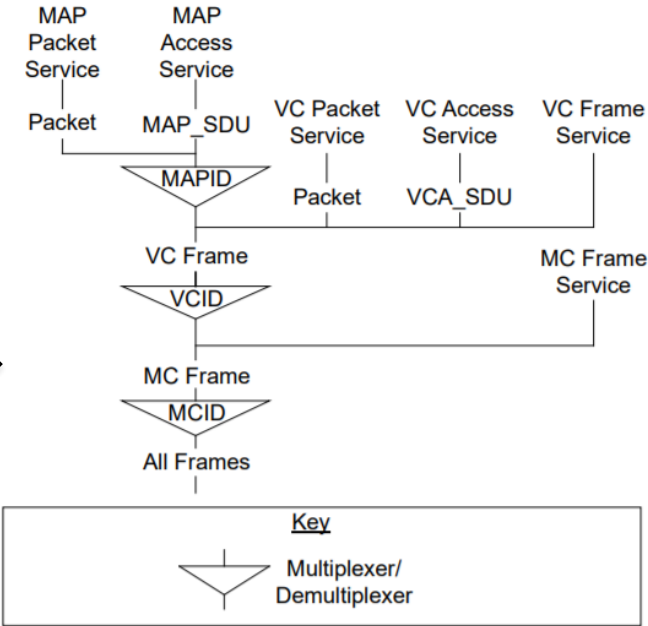 MAP
Packet
Service
MAP
Access
Service
Packet
MAP_SDU
VC Packet
Service
VC Access
Service
VC Frame
Service
MAPID
Packet
VCA_SDU
VC Frame
MC Frame
Service
VCID
MC Frame
MCID
All Frames
Key
Multiplexer/
Demultiplexer